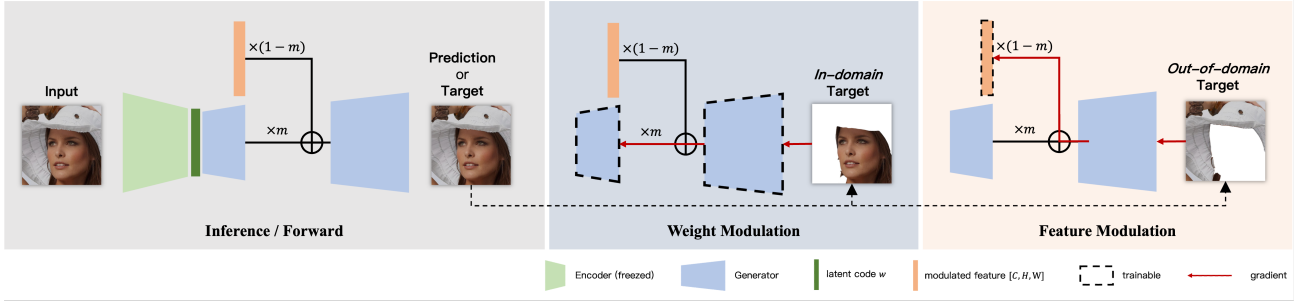 Input
×(1 − m)
×m
Prediction
or
Target
Inference / Forward
×(1 − m)
×m
In–domain
Target
Weight Modulation
×(1 − m)
×m
Out–of–domain
Target
Feature Modulation
Encoder (freezed)
Generator
latent code w
modulated feature [C, H, W]
trainable
gradient